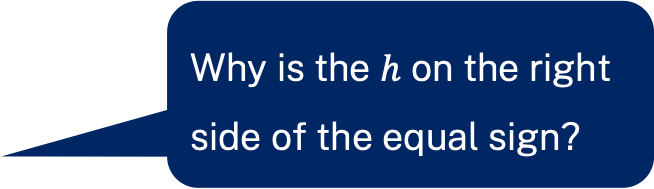 Why is the h on the right
side of the equal sign?